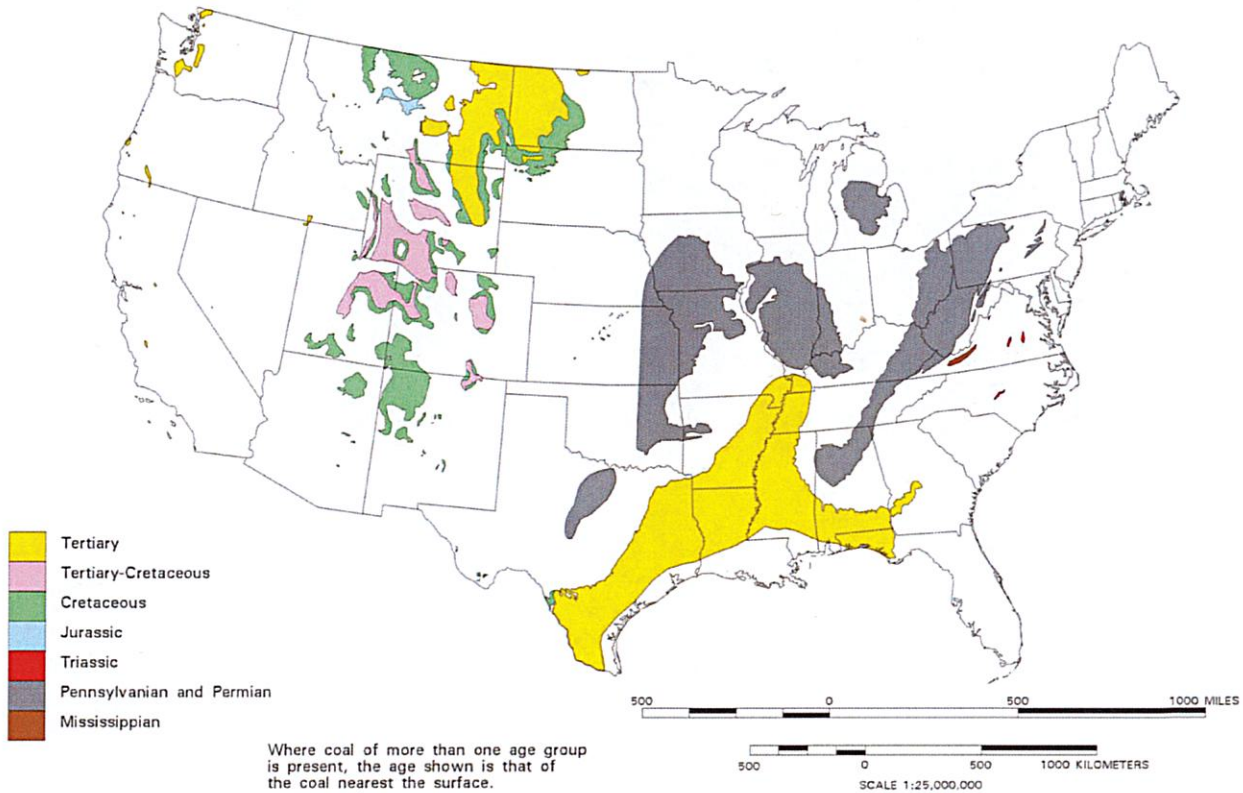 Tertiary
Tertiary-Cretaceous
Cretaceous
Jurassic
Triassic
Pennsylvanian and Permian
Mississippian
500 0 500 1000 MILES
500 0 500 1000 KILOMETERS
SCALE 1:25,000,000
Where coal of more than one age group
is present, the age shown is that of
the coal nearest the surface.